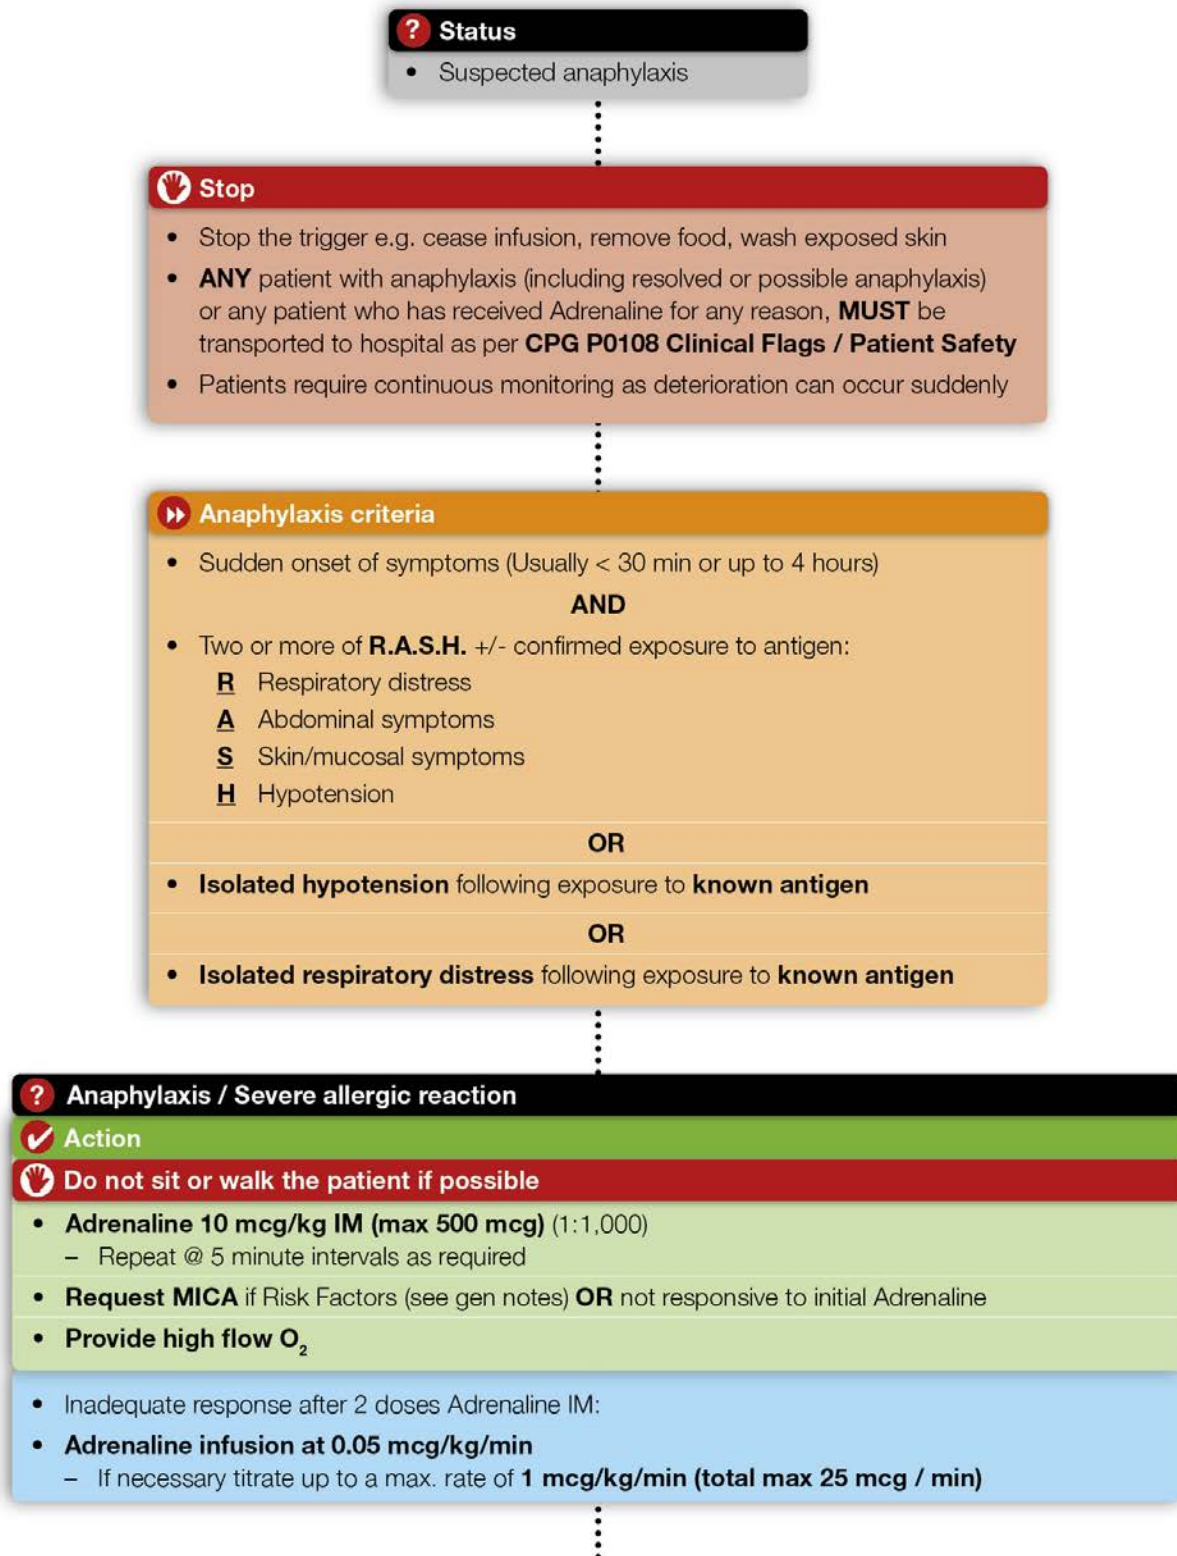 ? Status
• Suspected anaphylaxis
Stop
• Stop the trigger e.g. cease infusion, remove food, wash exposed skin
• ANY patient with anaphylaxis (including resolved or possible anaphylaxis)
or any patient who has received Adrenaline for any reason, MUST be
transported to hospital as per CPG P0108 Clinical Flags / Patient Safety
• Patients require continuous monitoring as deterioration can occur suddenly
Anaphylaxis criteria
• Sudden onset of symptoms (Usually < 30 min or up to 4 hours)
AND
• Two or more of R.A.S.H. +/- confirmed exposure to antigen:
R Respiratory distress
A Abdominal symptoms
S Skin/mucosal symptoms
H Hypotension
OR
• Isolated hypotension following exposure to known antigen
OR
• Isolated respiratory distress following exposure to known antigen
? Anaphylaxis / Severe allergic reaction
Action
Do not sit or walk the patient if possible
• Adrenaline 10 mcg/kg IM (max 500 mcg) (1:1,000)
– Repeat @ 5 minute intervals as required
• Request MICA if Risk Factors (see gen notes) OR not responsive to initial Adrenaline
• Provide high flow O₂
• Inadequate response after 2 doses Adrenaline IM:
• Adrenaline infusion at 0.05 mcg/kg/min
– If necessary titrate up to a max. rate of 1 mcg/kg/min (total max 25 mcg / min)